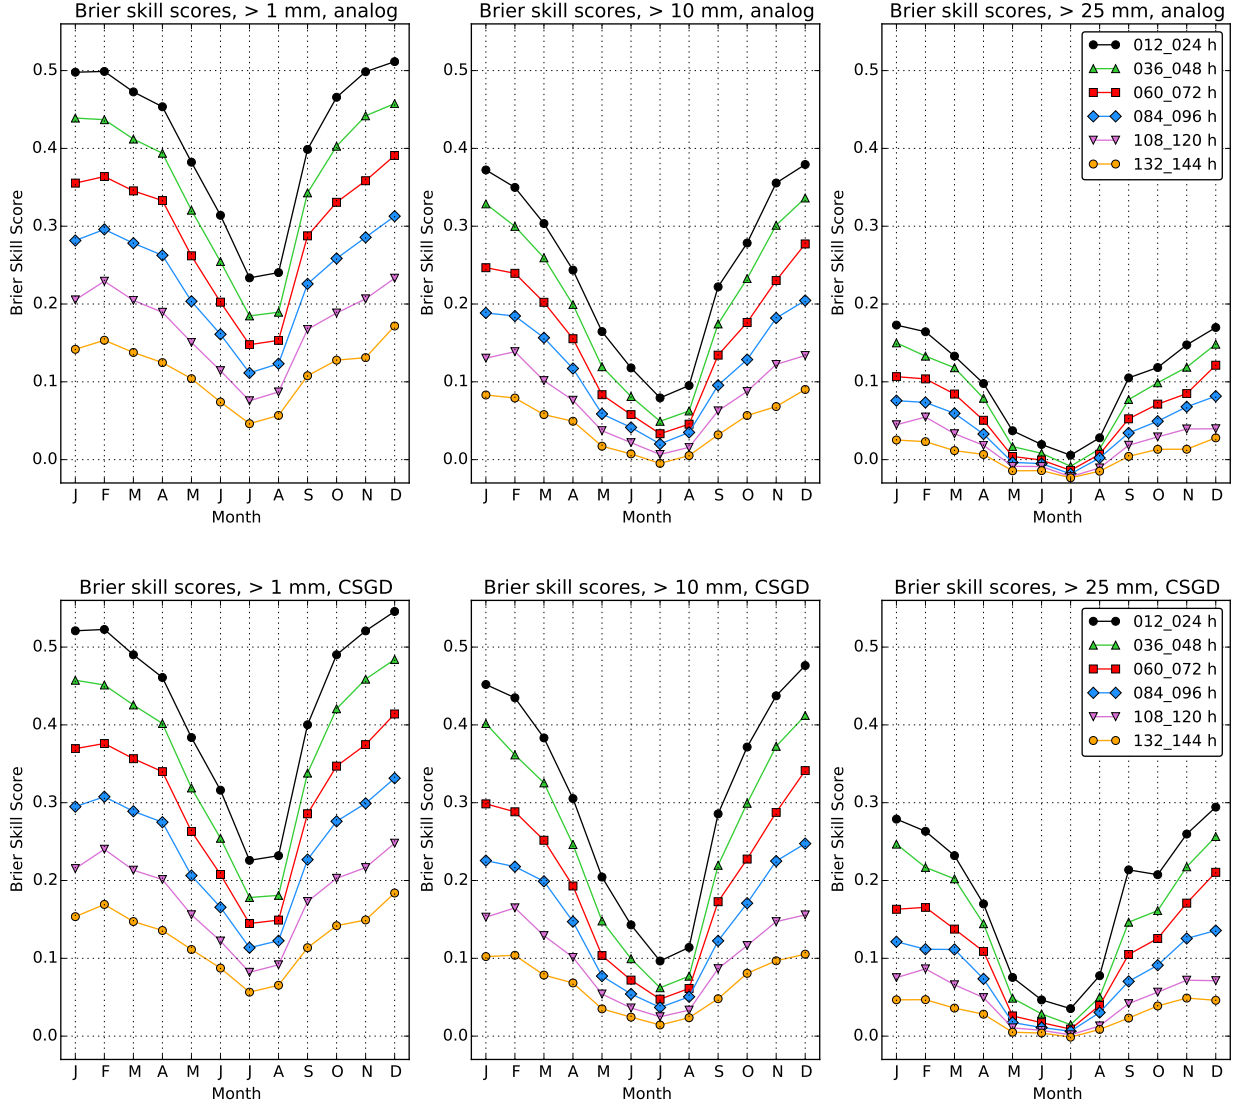 Brier skill scores, > 1 mm, analog
Brier Skill Score
0.5
0.4
0.3
0.2
0.1
0.0
J F M A M J J A S O N D
Month
Brier skill scores, > 10 mm, analog
Brier Skill Score
0.5
0.4
0.3
0.2
0.1
0.0
J F M A M J J A S O N D
Month
Brier skill scores, > 25 mm, analog
Brier Skill Score
0.5
0.4
0.3
0.2
0.1
0.0
J F M A M J J A S O N D
Month
012_024 h
036_048 h
060_072 h
084_096 h
108_120 h
132_144 h
Brier skill scores, > 1 mm, CSGD
Brier Skill Score
0.5
0.4
0.3
0.2
0.1
0.0
J F M A M J J A S O N D
Month
Brier skill scores, > 10 mm, CSGD
Brier Skill Score
0.5
0.4
0.3
0.2
0.1
0.0
J F M A M J J A S O N D
Month
Brier skill scores, > 25 mm, CSGD
Brier Skill Score
0.5
0.4
0.3
0.2
0.1
0.0
J F M A M J J A S O N D
Month
012_024 h
036_048 h
060_072 h
084_096 h
108_120 h
132_144 h